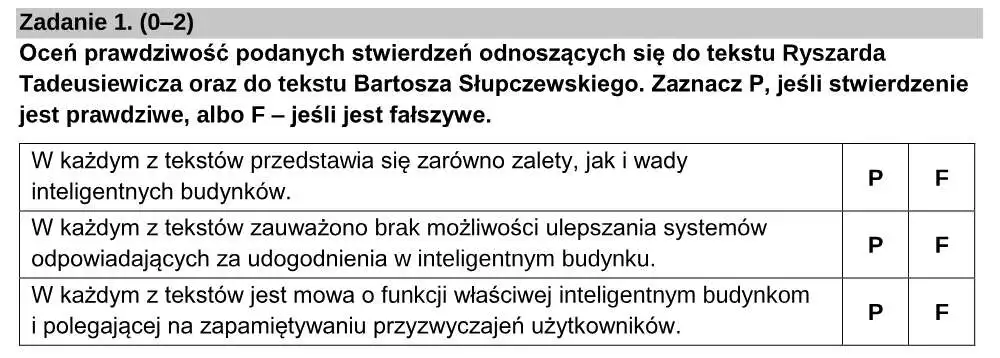 Zadanie 1. (0–2)
Oceń prawdziwość podanych stwierdzeń odnoszących się do tekstu Ryszarda
Tadeusiewicza oraz do tekstu Bartosza Słupczewskiego. Zaznacz P, jeśli stwierdzenie
jest prawdziwe, albo F – jeśli jest fałszywe.
W każdym z tekstów przedstawia się zarówno zalety, jak i wady
inteligentnych budynków.
P F
W każdym z tekstów zauważono brak możliwości ulepszania systemów
odpowiadających za udogodnienia w inteligentnym budynku.
P F
W każdym z tekstów jest mowa o funkcji właściwej inteligentnym budynkom
i polegającej na zapamiętywaniu przyzwyczajeń użytkowników.
P F